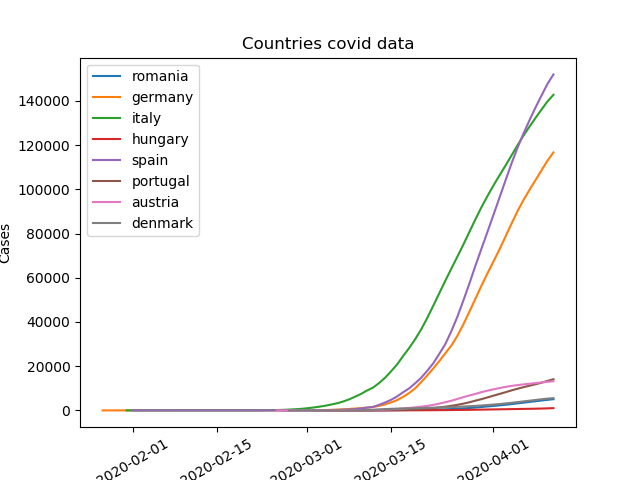 Countries covid data
140000
120000
100000
80000
60000
40000
20000
0
Cases
romania
germany
italy
hungary
spain
portugal
austria
denmark
2020-02-01
2020-02-15
2020-03-01
2020-03-15
2020-04-01